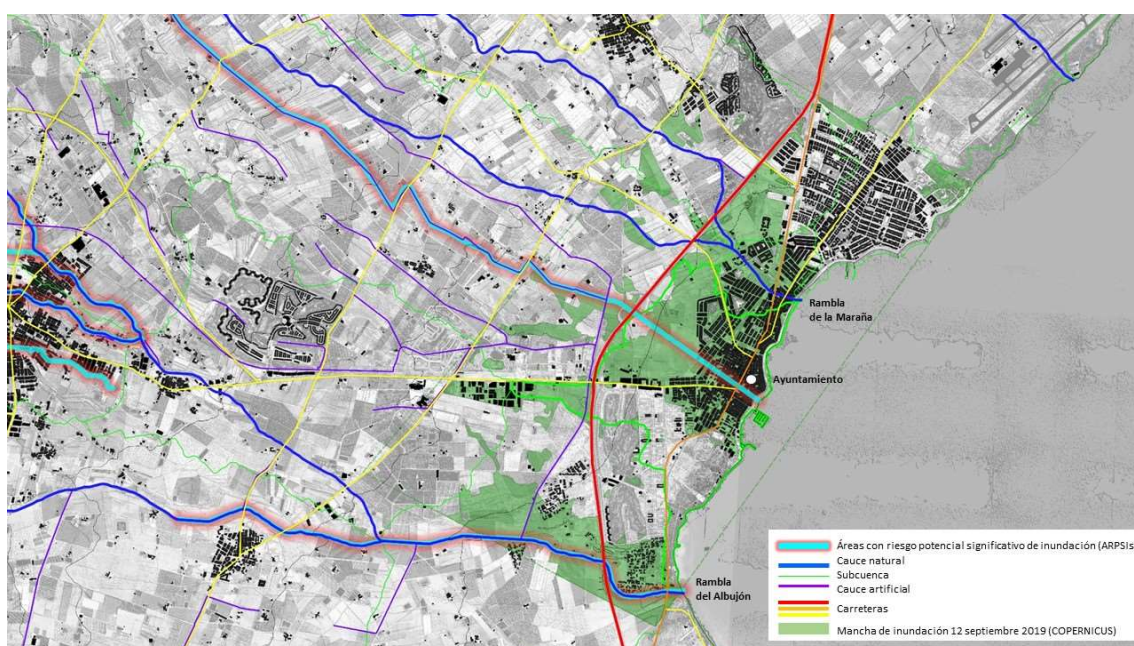 Rambla
de la Maraña
Ayuntamiento
Rambla
del Albujón
Áreas con riesgo potencial significativo de inundación (ARPSIs
Cauce natural
Subcuenca
Cauce artificial
Carreteras
Mancha de inundación 12 septiembre 2019 (COPERNICUS)